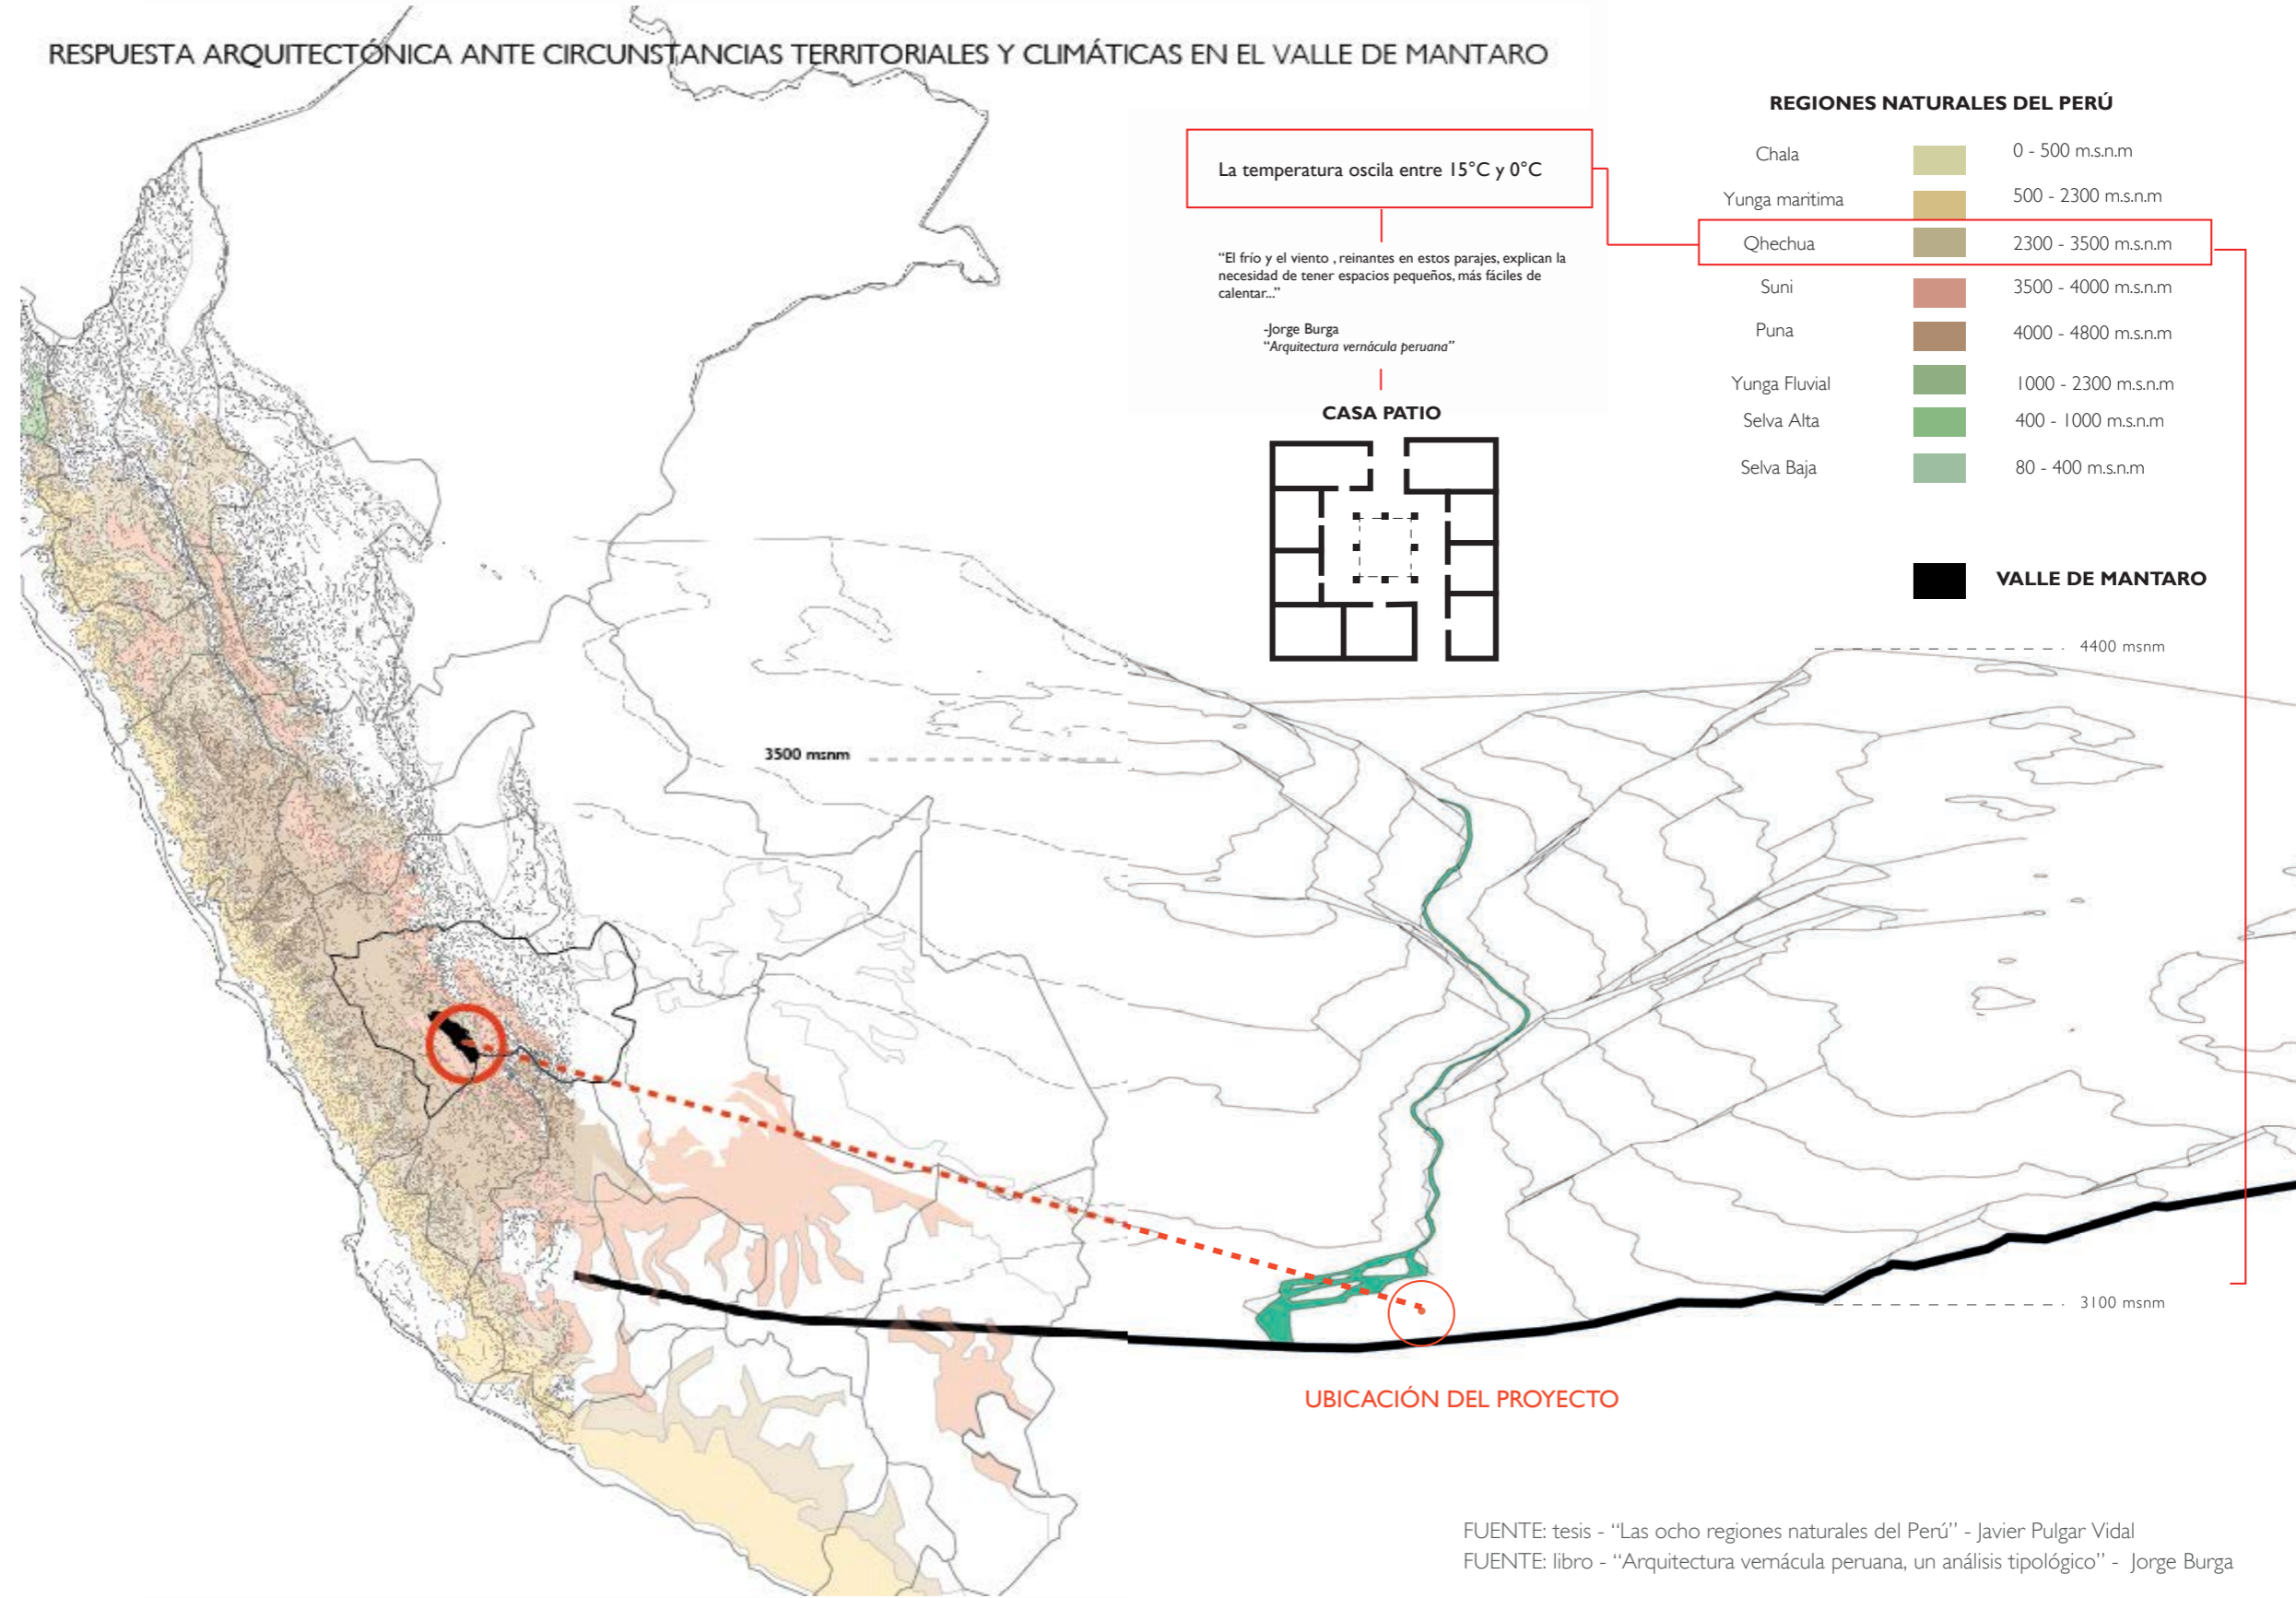 RESPUESTA ARQUITECTÓNICA ANTE CIRCUNSTANCIAS TERRITORIALES Y CLIMÁTICAS EN EL VALLE DE MANTARO
La temperatura oscila entre 15°C y 0°C
“El frío y el viento , reinantes en estos parajes, explican la
necesidad de tener espacios pequeños, más fáciles de
calentar...”
-Jorge Burga
“Arquitectura vernácula peruana”
CASA PATIO
REGIONES NATURALES DEL PERÚ
Chala 0 - 500 m.s.n.m
Yunga maritima 500 - 2300 m.s.n.m
Qhechua 2300 - 3500 m.s.n.m
Suni 3500 - 4000 m.s.n.m
Puna 4000 - 4800 m.s.n.m
Yunga Fluvial 1000 - 2300 m.s.n.m
Selva Alta 400 - 1000 m.s.n.m
Selva Baja 80 - 400 m.s.n.m
VALLE DE MANTARO
4400 msnm
3500 msnm
3100 msnm
UBICACIÓN DEL PROYECTO
FUENTE: tesis - “Las ocho regiones naturales del Perú” - Javier Pulgar Vidal
FUENTE: libro - “Arquitectura vernácula peruana, un análisis tipológico” - Jorge Burga